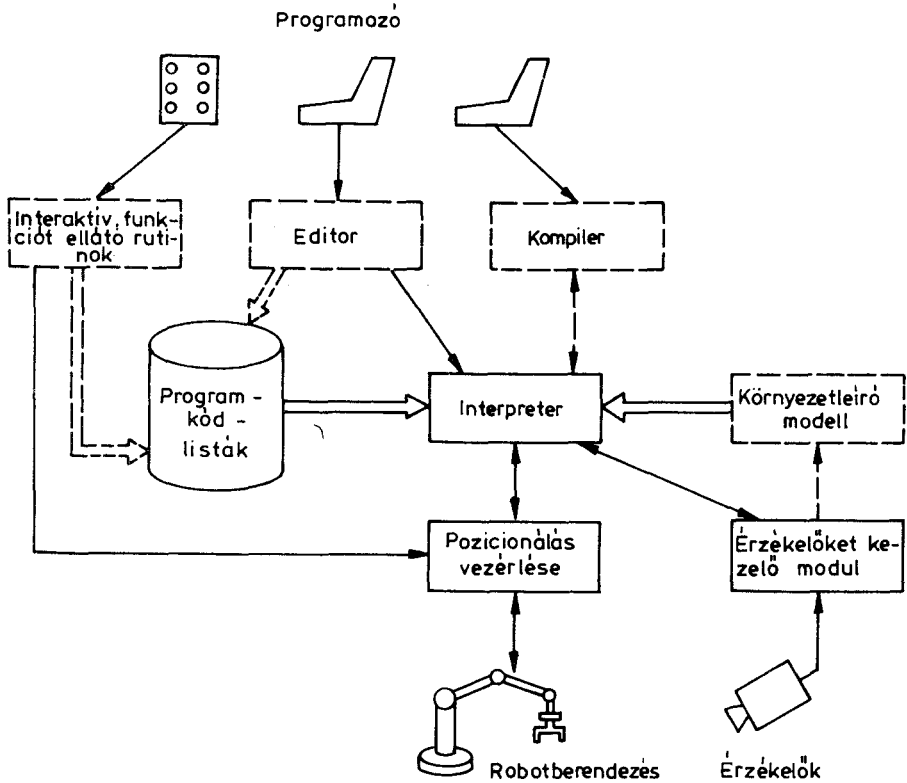 Programozó
Interaktív funk-
ciót ellátó ruti-
nok
Editor
Kompiler
Program -
kód -
listák
Interpreter
Környezetleíró
modell
Pozicionálás
vezérlése
Érzékelőket ke-
zelő modul
Robotberendezés
Érzékelők